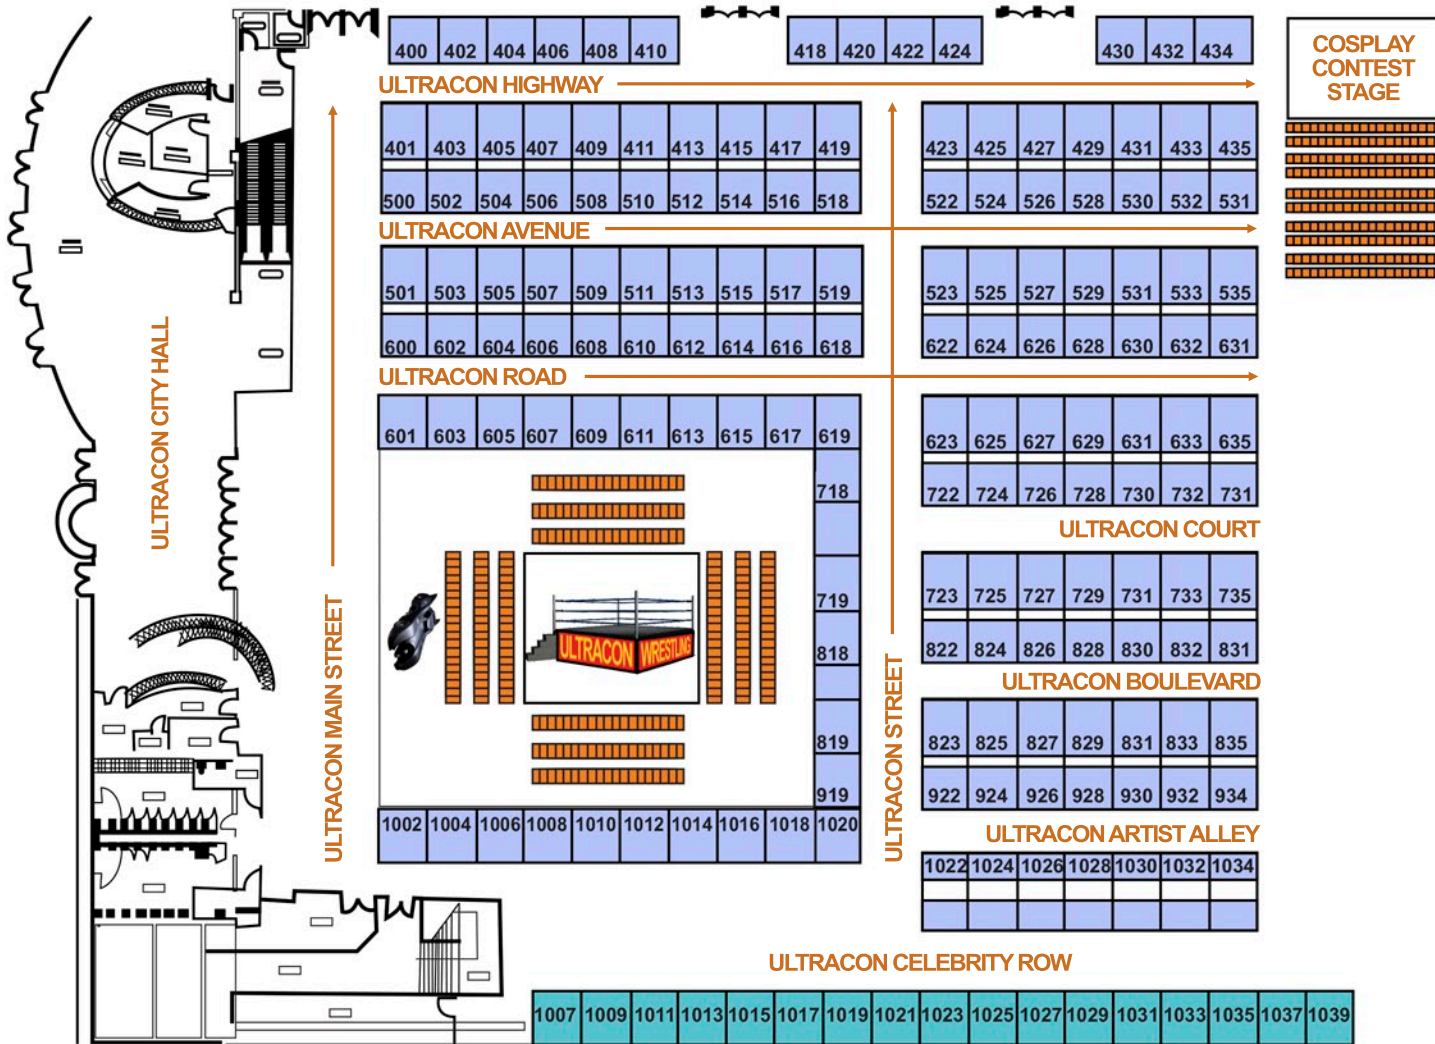 400 402 404 406 408 410 418 420 422 424 430 432 434
COSPLAY
CONTEST
STAGE
ULTRACON HIGHWAY
401 403 405 407 409 411 413 415 417 419 423 425 427 429 431 433 435
500 502 504 506 508 510 512 514 516 518 522 524 526 528 530 532 531
ULTRACON AVENUE
501 503 505 507 509 511 513 515 517 519 523 525 527 529 531 533 535
600 602 604 606 608 610 612 614 616 618 622 624 626 628 630 632 631
ULTRACON ROAD
601 603 605 607 609 611 613 615 617 619 623 625 627 629 631 633 635
718 722 724 726 728 730 732 731
ULTRACON CITY HALL
ULTRACON COURT
719 723 725 727 729 731 733 735
ULTRACON WRESTLING
818 822 824 826 828 830 832 831
ULTRACON MAIN STREET
ULTRACON STREET
ULTRACON BOULEVARD
819 823 825 827 829 831 833 835
919 922 924 926 928 930 932 934
1002 1004 1006 1008 1010 1012 1014 1016 1018 1020
ULTRACON ARTIST ALLEY
1022 1024 1026 1028 1030 1032 1034
ULTRACON CELEBRITY ROW
1007 1009 1011 1013 1015 1017 1019 1021 1023 1025 1027 1029 1031 1033 1035 1037 1039